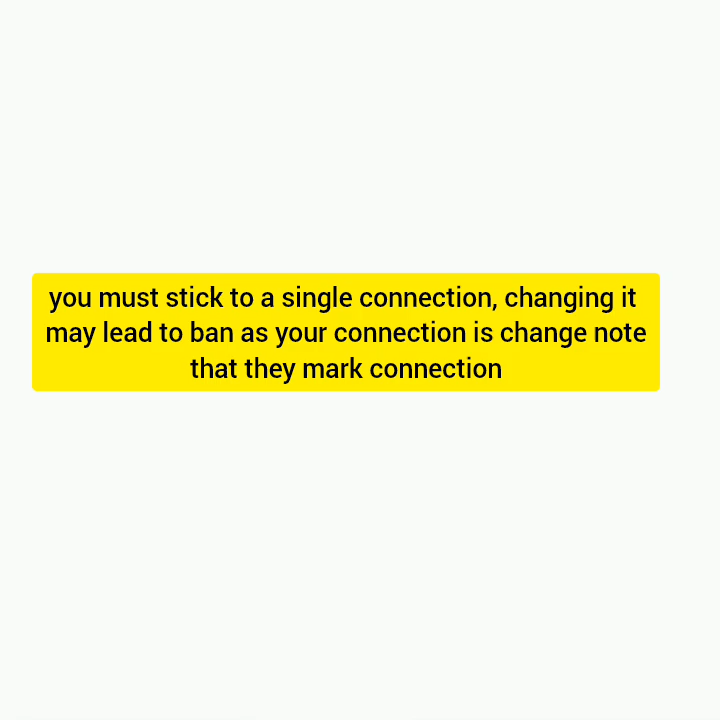 you must stick to a single connection, changing it
may lead to ban as your connection is change note
that they mark connection